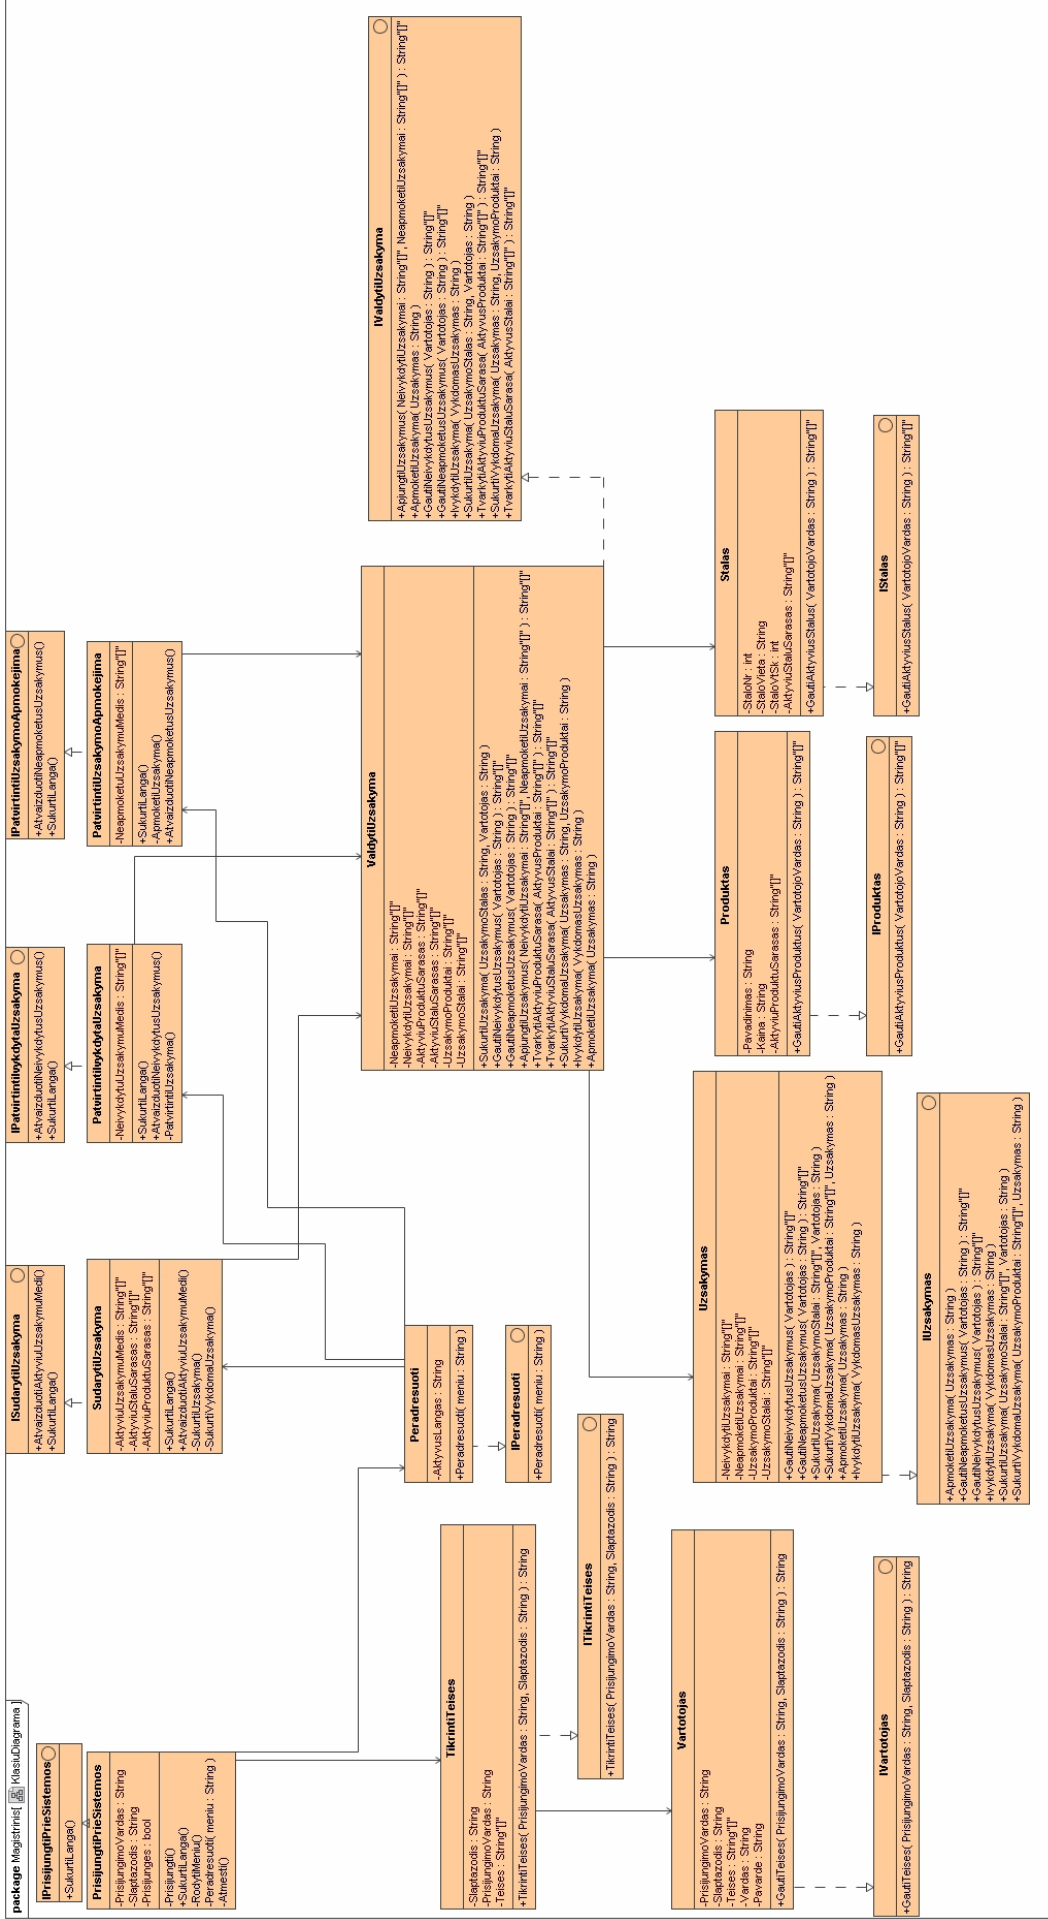 package Magistrinis[ KlasiuDiagrama ]
IPrisijungtiPrieSistemos
+SukurtiLanga()
PrisijungtiPrieSistemos
-PrisijungimoVardas : String
-Slaptazodis : String
-Prisijunges : bool
-Prisijungti()
+SukurtiLanga()
-RodytiMeniu()
-Peradresuoti( meniu : String )
-Atmesti()
ISudarytiUzsakyma
+AtvaizduotiAktyviuUzsakymuMedi()
+SukurtiLanga()
SudarytiUzsakyma
-AktyviuUzsakymuMedis : String"[]"
-AktyviuStaluSarasas : String"[]"
-AktyviuProduktuSarasas : String"[]"
+SukurtiLanga()
+AtvaizduotiAktyviuUzsakymuMedi()
-SukurtiUzsakyma()
-SukurtiVykdomaUzsakyma()
IPatvirtintiIvykdytaUzsakyma
+AtvaizduotiNeivykdytusUzsakymus()
+SukurtiLanga()
PatvirtintiIvykdytaUzsakyma
-NeivykdytuUzsakymuMedis : String"[]"
+SukurtiLanga()
+AtvaizduotiNeivykdytusUzsakymus()
-PatvirtintiUzsakyma()
IPatvirtintiUzsakymoApmokejima
+AtvaizduotiNeapmoketusUzsakymus()
+SukurtiLanga()
PatvirtintiUzsakymoApmokejima
-NeapmoketuUzsakymuMedis : String"[]"
+SukurtiLanga()
-ApmoketiUzsakyma()
+AtvaizduotiNeapmoketusUzsakymus()
Peradresuoti
-AktyvusLangas : String
+Peradresuoti( meniu : String )
IPeradresuoti
+Peradresuoti( meniu : String )
TikrintiTeises
-Slaptazodis : String
-PrisijungimoVardas : String
-Teises : String"[]"
+TikrintiTeises( PrisijungimoVardas : String, Slaptazodis : String ) : String
ITikrintiTeises
+TikrintiTeises( PrisijungimoVardas : String, Slaptazodis : String ) : String
ValdytiUzsakyma
-NeapmoketiUzsakymai : String"[]"
-NeivykdytiUzsakymai : String"[]"
-AktyviuProduktuSarasas : String"[]"
-AktyviuStaluSarasas : String"[]"
-UzsakymoProduktai : String"[]"
-UzsakymoStalai : String"[]"
+SukurtiUzsakyma( UzsakymoStalas : String, Vartotojas : String )
+GautiNeivykdytusUzsakymus( Vartotojas : String ) : String"[]"
+GautiNeapmoketusUzsakymus( Vartotojas : String ) : String"[]"
+ApjungtiUzsakymus( NeivykdytiUzsakymai : String"[]", NeapmoketiUzsakymai : String"[]" ) : String"[]"
+TvarkytiAktyviuProduktuSarasa( AktyvusProduktai : String"[]" ) : String"[]"
+TvarkytiAktyviuStaluSarasa( AktyvusStalai : String"[]" ) : String"[]"
+SukurtiVykdomaUzsakyma( Uzsakymas : String, UzsakymoProduktai : String )
+IvykdytiUzsakyma( VykdomasUzsakymas : String )
+ApmoketiUzsakyma( Uzsakymas : String )
IValdytiUzsakyma
+ApjungtiUzsakymus( NeivykdytiUzsakymai : String"[]", NeapmoketiUzsakymai : String"[]" ) : String"[]"
+ApmoketiUzsakyma( Uzsakymas : String )
+GautiNeivykdytusUzsakymus( Vartotojas : String ) : String"[]"
+GautiNeapmoketusUzsakymus( Vartotojas : String ) : String"[]"
+IvykdytiUzsakyma( VykdomasUzsakymas : String )
+SukurtiUzsakyma( UzsakymoStalas : String, Vartotojas : String )
+TvarkytiAktyviuProduktuSarasa( AktyvusProduktai : String"[]" ) : String"[]"
+SukurtiVykdomaUzsakyma( Uzsakymas : String, UzsakymoProduktai : String )
+TvarkytiAktyviuStaluSarasa( AktyvusStalai : String"[]" ) : String"[]"
Vartotojas
-PrisijungimoVardas : String
-Slaptazodis : String
-Teises : String"[]"
-Vardas : String
-Pavarde : String
+GautiTeises( PrisijungimoVardas : String, Slaptazodis : String ) : String
IVartotojas
+GautiTeises( PrisijungimoVardas : String, Slaptazodis : String ) : String
Uzsakymas
-NeivykdytiUzsakymai : String"[]"
-NeapmoketiUzsakymai : String"[]"
-UzsakymoProduktai : String"[]"
-UzsakymoStalai : String"[]"
+GautiNeivykdytusUzsakymus( Vartotojas ) : String"[]"
+GautiNeapmoketusUzsakymus( Vartotojas : String ) : String"[]"
+SukurtiUzsakyma( UzsakymoStalai : String"[]", Vartotojas : String )
+SukurtiVykdomaUzsakyma( UzsakymoProduktai : String"[]", Uzsakymas : String )
+ApmoketiUzsakyma( Uzsakymas : String )
+IvykdytiUzsakyma( VykdomasUzsakymas : String )
IUzsakymas
+ApmoketiUzsakyma( Uzsakymas : String )
+GautiNeapmoketusUzsakymus( Vartotojas : String ) : String"[]"
+GautiNeivykdytusUzsakymus( Vartotojas ) : String"[]"
+IvykdytiUzsakyma( VykdomasUzsakymas : String )
+SukurtiUzsakyma( UzsakymoStalai : String"[]", Vartotojas : String )
+SukurtiVykdomaUzsakyma( UzsakymoProduktai : String"[]", Uzsakymas : String )
Produktas
-Pavadinimas : String
-Kaina : String
-AktyviuProduktuSarasas : String"[]"
+GautiAktyviusProduktus( VartotojoVardas : String ) : String"[]"
IProduktas
+GautiAktyviusProduktus( VartotojoVardas : String ) : String"[]"
Stalas
-StaloNr : int
-StaloVieta : String
-StaloVtSk : int
-AktyviuStaluSarasas : String"[]"
+GautiAktyviusStalus( VartotojoVardas : String ) : String"[]"
IStalas
+GautiAktyviusStalus( VartotojoVardas : String ) : String"[]"